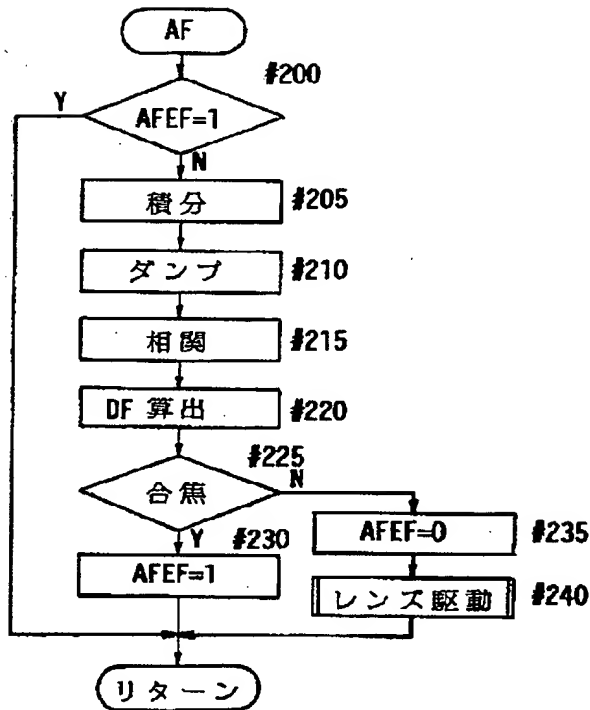 AF
#200
Y
AFEF=1
N
積分 #205
ダンプ #210
相関 #215
DF 算出 #220
#225
合焦
N
Y
#230
AFEF=1
AFEF=0 #235
レンズ駆動 #240
リターン